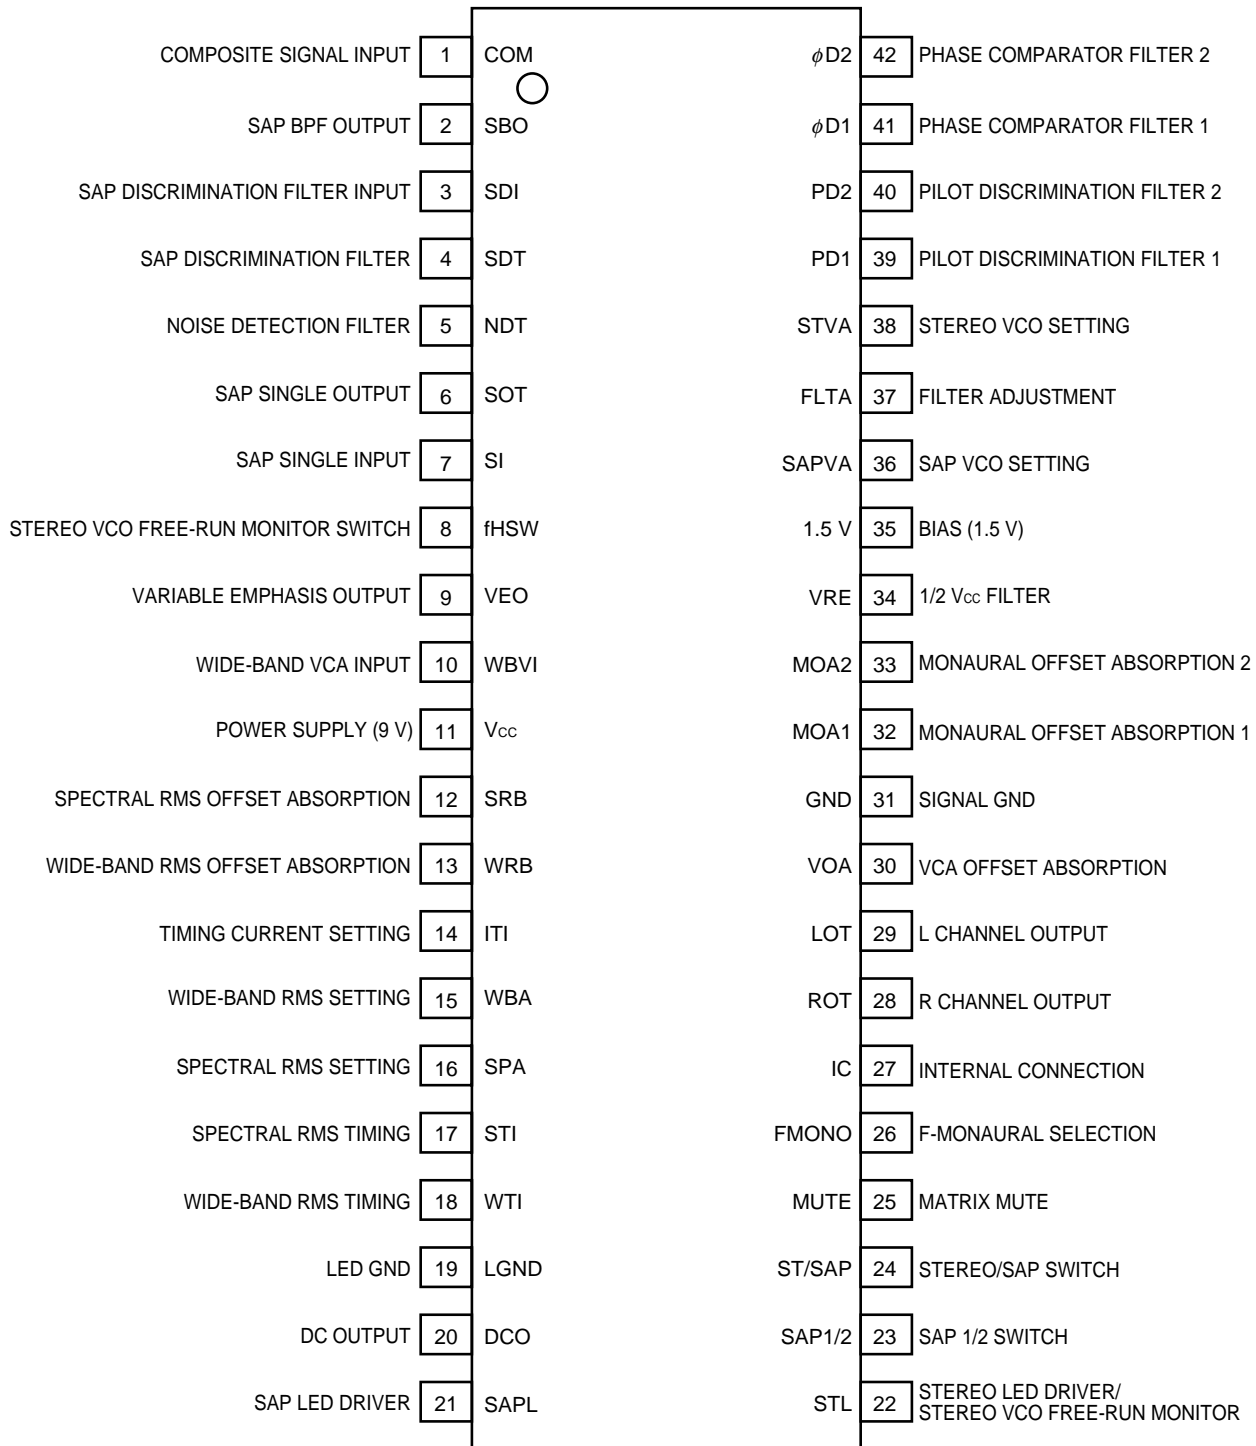 COMPOSITE SIGNAL INPUT 1 COM φD2 42 PHASE COMPARATOR FILTER 2
SAP BPF OUTPUT 2 SBO φD1 41 PHASE COMPARATOR FILTER 1
SAP DISCRIMINATION FILTER INPUT 3 SDI PD2 40 PILOT DISCRIMINATION FILTER 2
SAP DISCRIMINATION FILTER 4 SDT PD1 39 PILOT DISCRIMINATION FILTER 1
NOISE DETECTION FILTER 5 NDT STVA 38 STEREO VCO SETTING
SAP SINGLE OUTPUT 6 SOT FLTA 37 FILTER ADJUSTMENT
SAP SINGLE INPUT 7 SI SAPVA 36 SAP VCO SETTING
STEREO VCO FREE-RUN MONITOR SWITCH 8 fHSW 1.5 V 35 BIAS (1.5 V)
VARIABLE EMPHASIS OUTPUT 9 VEO VRE 34 1/2 Vcc FILTER
WIDE-BAND VCA INPUT 10 WBVI MOA2 33 MONAURAL OFFSET ABSORPTION 2
POWER SUPPLY (9 V) 11 Vcc MOA1 32 MONAURAL OFFSET ABSORPTION 1
SPECTRAL RMS OFFSET ABSORPTION 12 SRB GND 31 SIGNAL GND
WIDE-BAND RMS OFFSET ABSORPTION 13 WRB VOA 30 VCA OFFSET ABSORPTION
TIMING CURRENT SETTING 14 ITI LOT 29 L CHANNEL OUTPUT
WIDE-BAND RMS SETTING 15 WBA ROT 28 R CHANNEL OUTPUT
SPECTRAL RMS SETTING 16 SPA IC 27 INTERNAL CONNECTION
SPECTRAL RMS TIMING 17 STI FMONO 26 F-MONAURAL SELECTION
WIDE-BAND RMS TIMING 18 WTI MUTE 25 MATRIX MUTE
LED GND 19 LGND ST/SAP 24 STEREO/SAP SWITCH
DC OUTPUT 20 DCO SAP1/2 23 SAP 1/2 SWITCH
SAP LED DRIVER 21 SAPL STL 22 STEREO LED DRIVER/
STEREO VCO FREE-RUN MONITOR